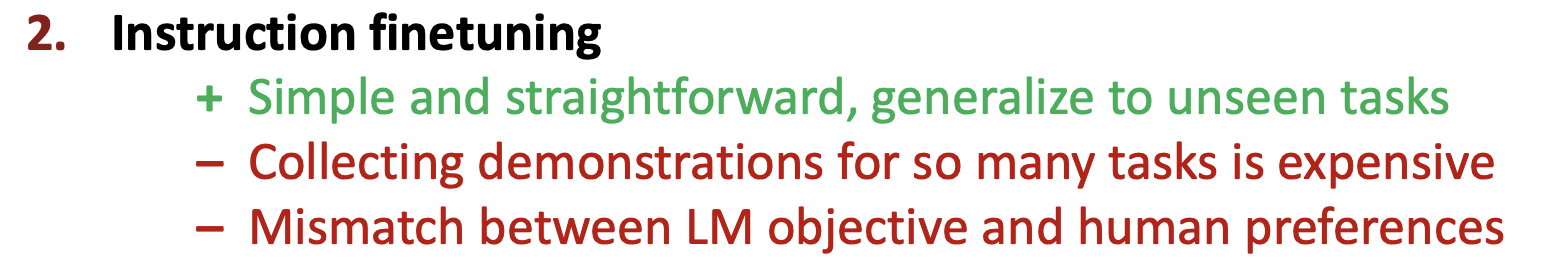 2. Instruction finetuning
+ Simple and straightforward, generalize to unseen tasks
– Collecting demonstrations for so many tasks is expensive
– Mismatch between LM objective and human preferences